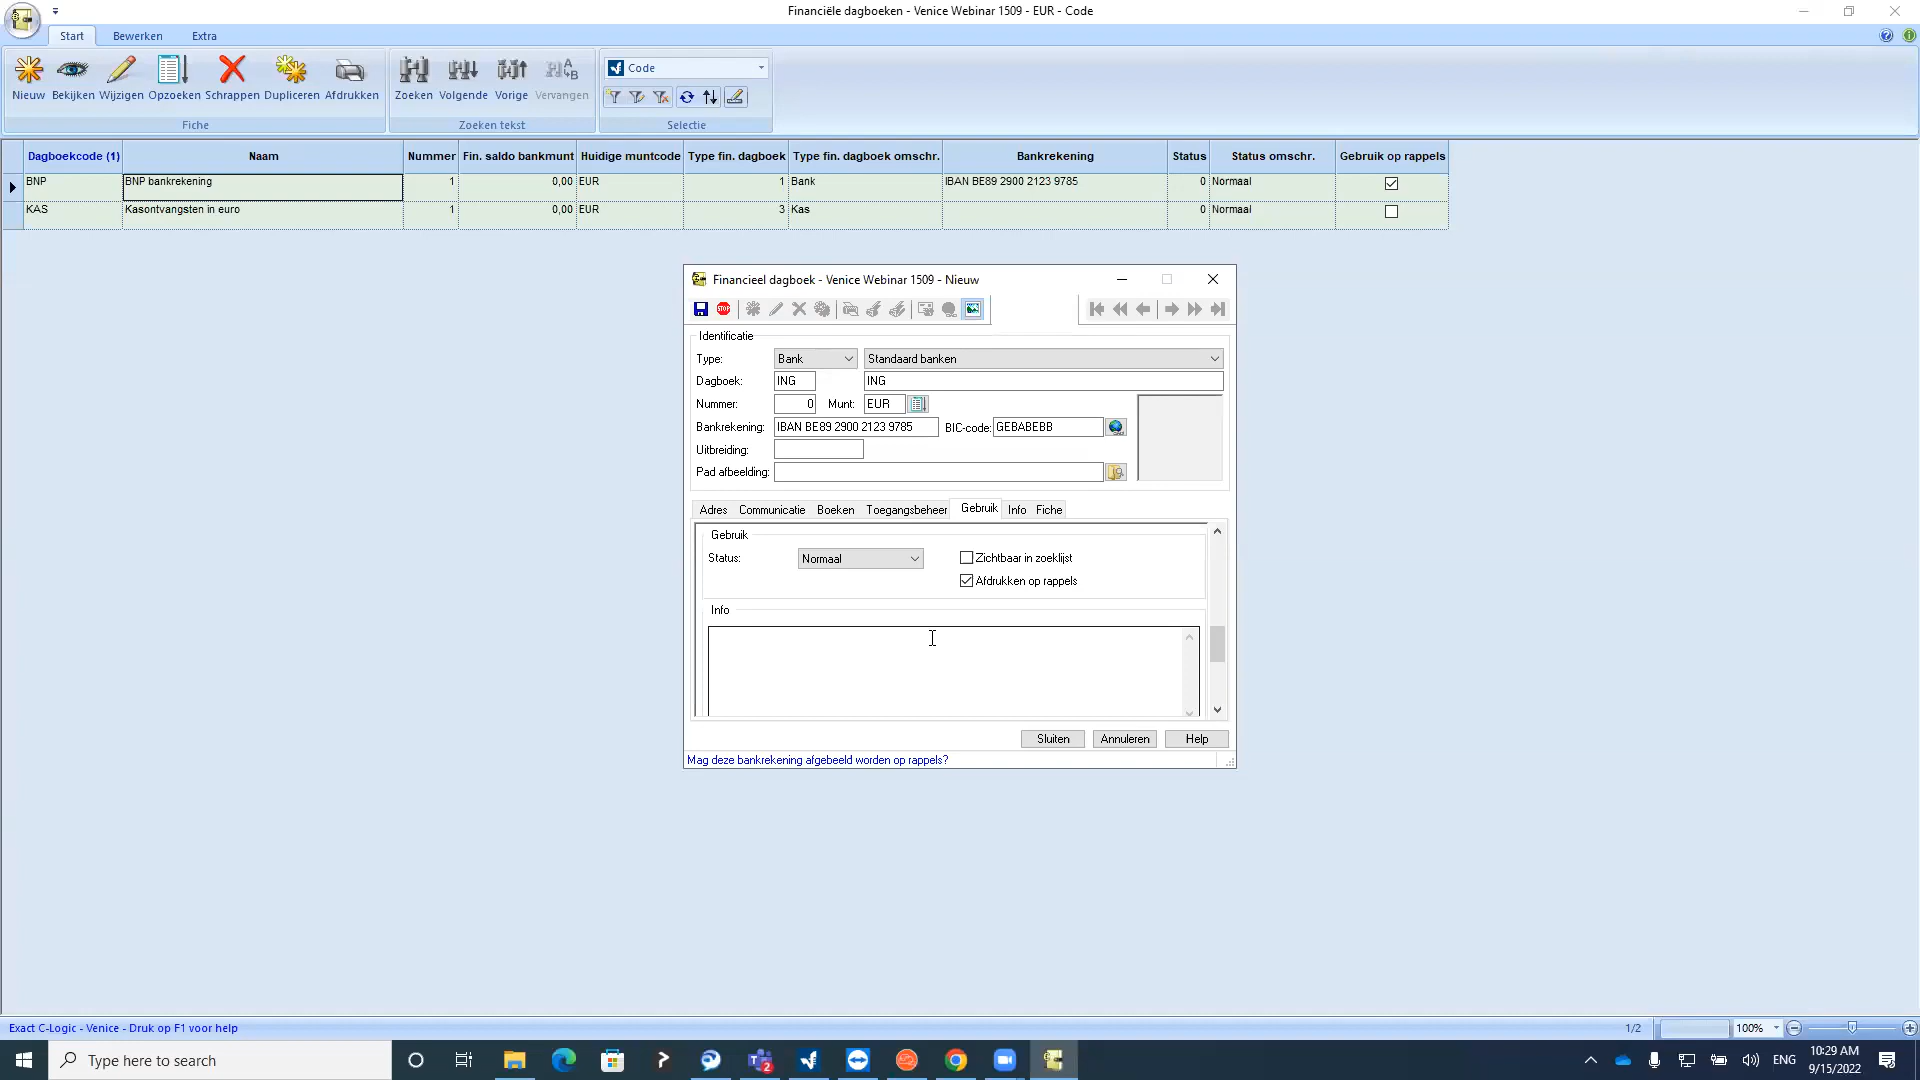 Financiële dagboeken - Venice Webinar 1509 - EUR - Code
Start Bewerken Extra
Nieuw Bekijken Wijzigen Opzoeken Schrappen Dupliceren Afdrukken
Zoeken Volgende Vorige Vervangen
Code
Fiche Zoeken tekst Selectie
Dagboekcode (1) Naam Nummer Fin. saldo bankmunt Huidige muntcode Type fin. dagboek Type fin. dagboek omschr. Bankrekening Status Status omschr. Gebruik op rappels
BNP BNP bankrekening 1 0,00 EUR 1 Bank IBAN BE89 2900 2123 9785 0 Normaal
KAS Kasontvangsten in euro 1 0,00 EUR 3 Kas 0 Normaal
Financieel dagboek - Venice Webinar 1509 - Nieuw
STOP
Identificatie
Type: Bank Standaard banken
Dagboek: ING ING
Nummer: 0 Munt: EUR
Bankrekening: IBAN BE89 2900 2123 9785 BIC-code: GEBABEBB
Uitbreiding:
Pad afbeelding:
Adres Communicatie Boeken Toegangsbeheer Gebruik Info Fiche
Gebruik
Status: Normaal Zichtbaar in zoeklijst
Afdrukken op rappels
Info
Sluiten Annuleren Help
Mag deze bankrekening afgebeeld worden op rappels?
Exact C-Logic - Venice - Druk op F1 voor help 1/2 100%
Type here to search
2
ENG
10:29 AM
9/15/2022